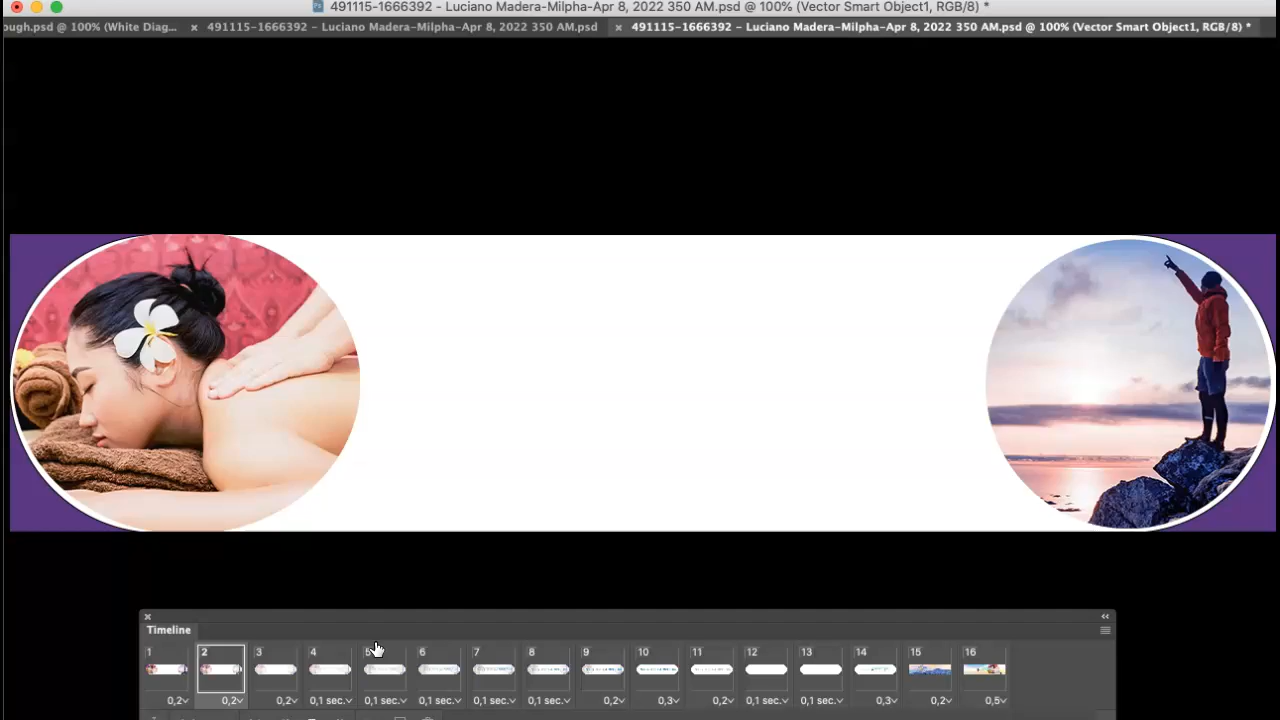 491115-1666392 - Luciano Madera-Milpha-Apr 8, 2022 350 AM.psd @ 100% (Vector Smart Object1, RGB/8) *
ough.psd @ 100% (White Diag... × 491115-1666392 - Luciano Madera-Milpha-Apr 8, 2022 350 AM.psd × 491115-1666392 - Luciano Madera-Milpha-Apr 8, 2022 350 AM.psd @ 100% (Vector Smart Object1, RGB/8) *
Timeline
1 2 3 4 5 6 7 8 9 10 11 12 13 14 15 16
0,2 0,2 0,2 0,1 sec. 0,1 sec. 0,1 sec. 0,1 sec. 0,1 sec. 0,2 0,3 0,2 0,1 sec. 0,1 sec. 0,3 0,2 0,5